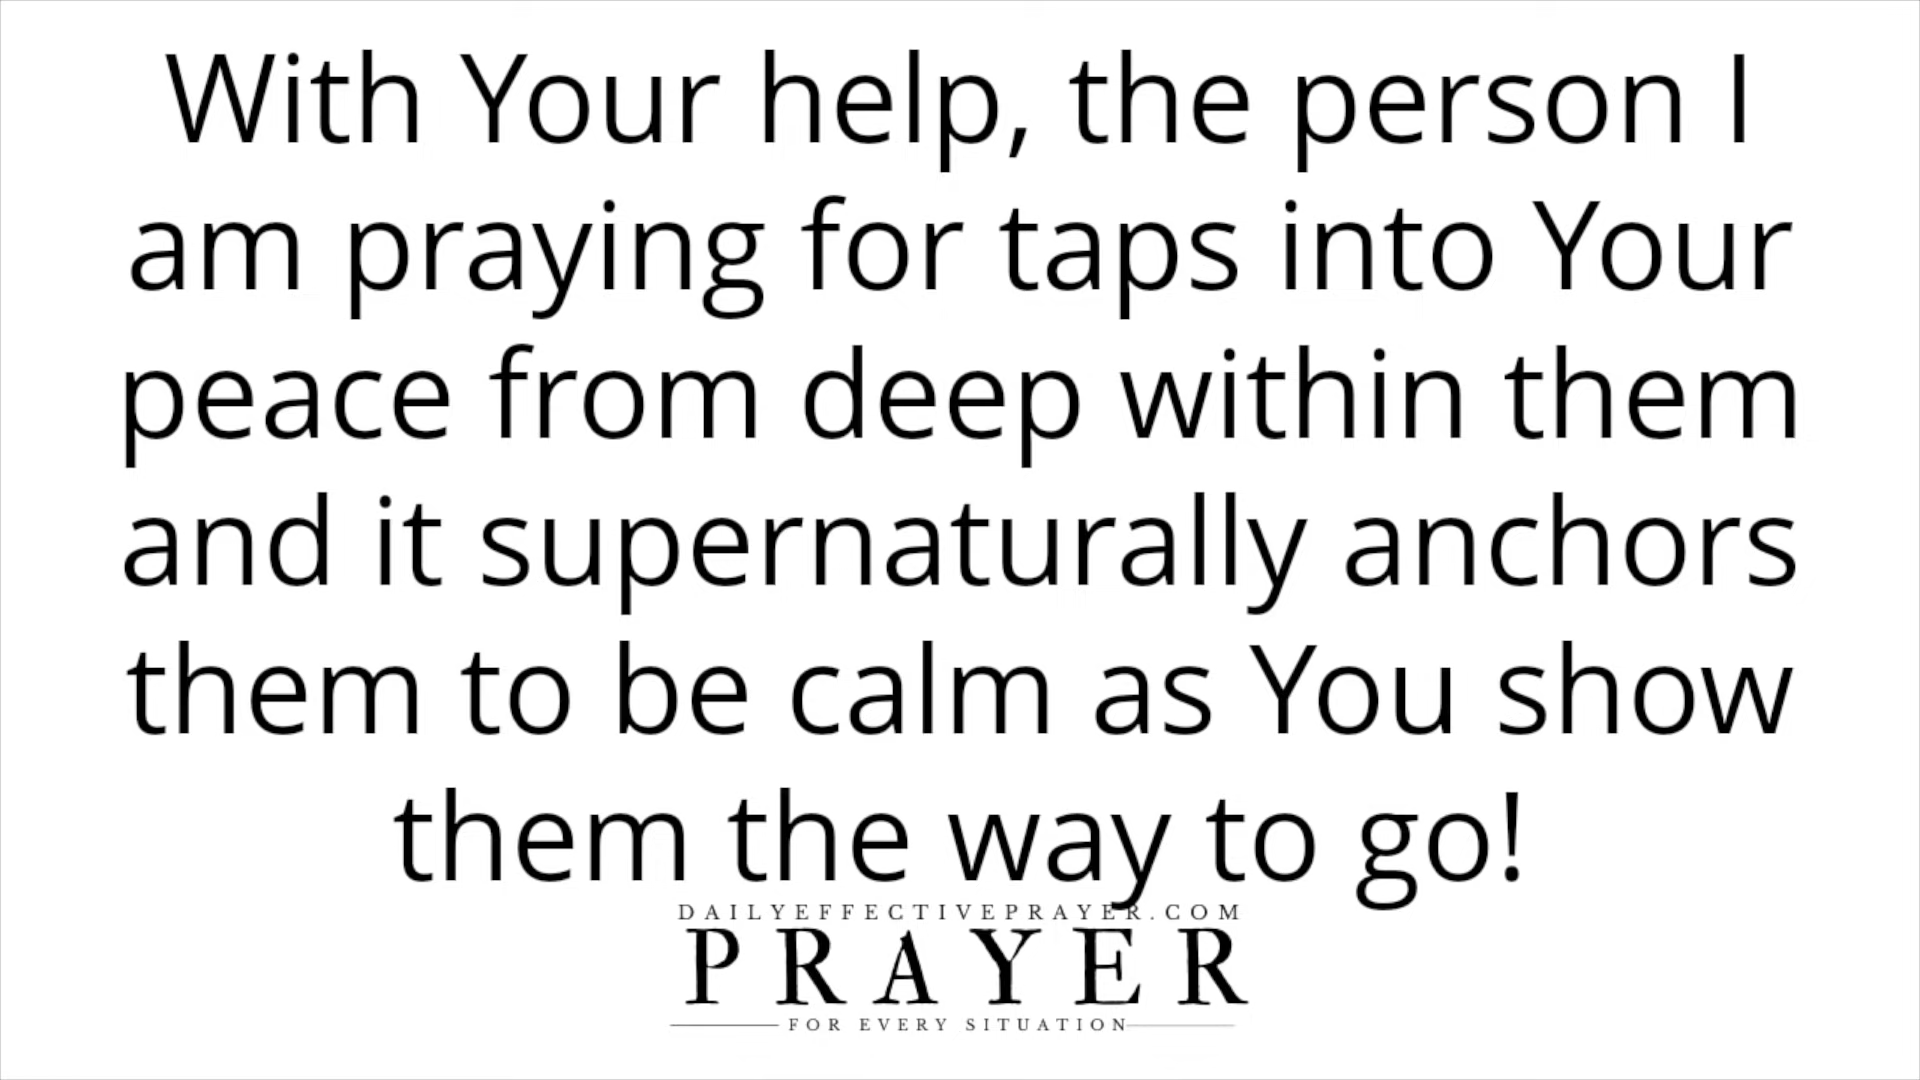 With Your help, the person I
am praying for taps into Your
peace from deep within them
and it supernaturally anchors
them to be calm as You show
them the way to go!
DAILYEFFECTIVEPRAYER.COM
PRAYER
FOR EVERY SITUATION